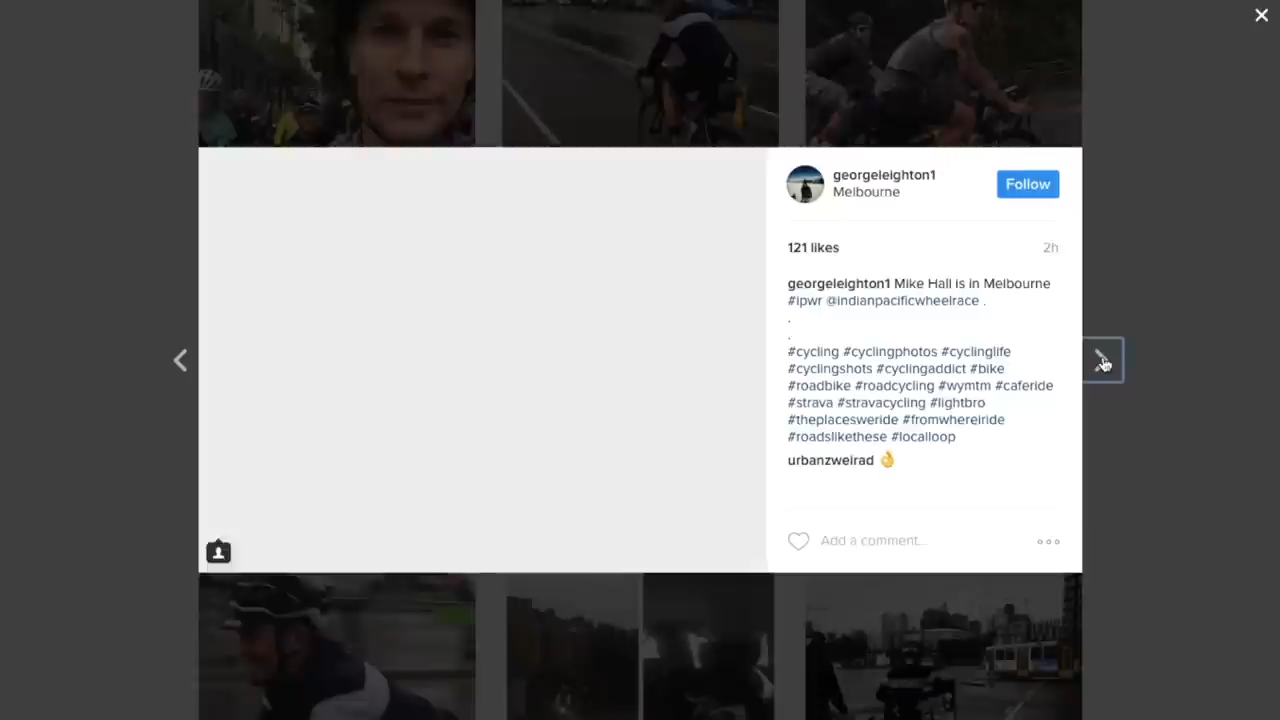 georgeleighton1
Melbourne
Follow
121 likes
2h
georgeleighton1 Mike Hall is in Melbourne
#ipwr @indianpacificwheelrace .
.
.
#cycling #cyclingphotos #cyclinglife
#cyclingshots #cyclingaddict #bike
#roadbike #roadcycling #wymtm #caferide
#strava #stravacycling #lightbro
#theplacesweride #fromwhereiride
#roadslikethese #localloop
urbanzweirad 👌
Add a comment...